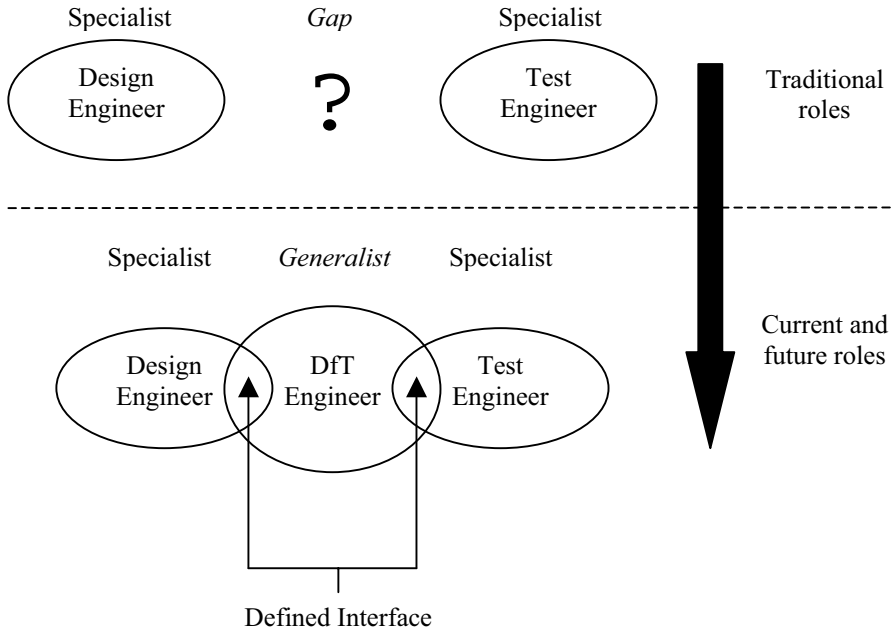 Specialist
Gap
Specialist
Design
Engineer
?
Test
Engineer
Traditional
roles
Specialist
Generalist
Specialist
Design
Engineer
DfT
Engineer
Test
Engineer
Current and
future roles
Defined Interface